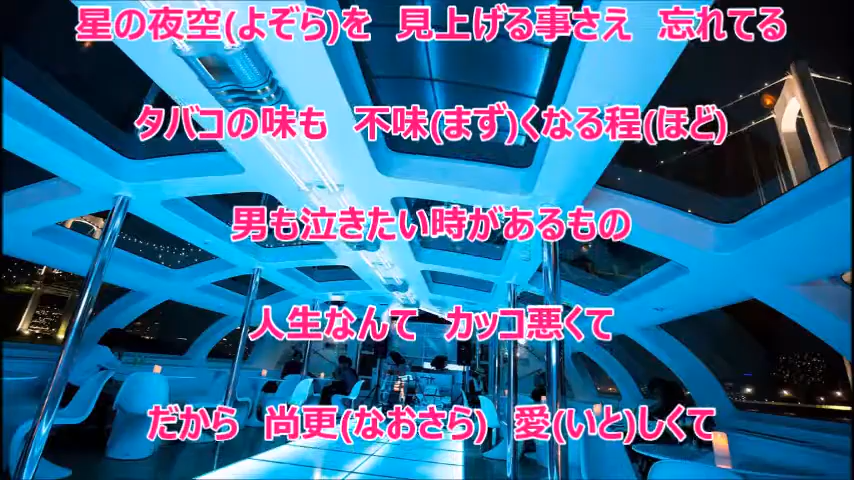 星の夜空(よぞら)を　見上げる事さえ　忘れてる
タバコの味も　不味(まず)くなる程(ほど)
男も泣きたい時があるもの
人生なんて　カッコ悪くて
だから　尚更(なおさら)　愛(いと)しくて